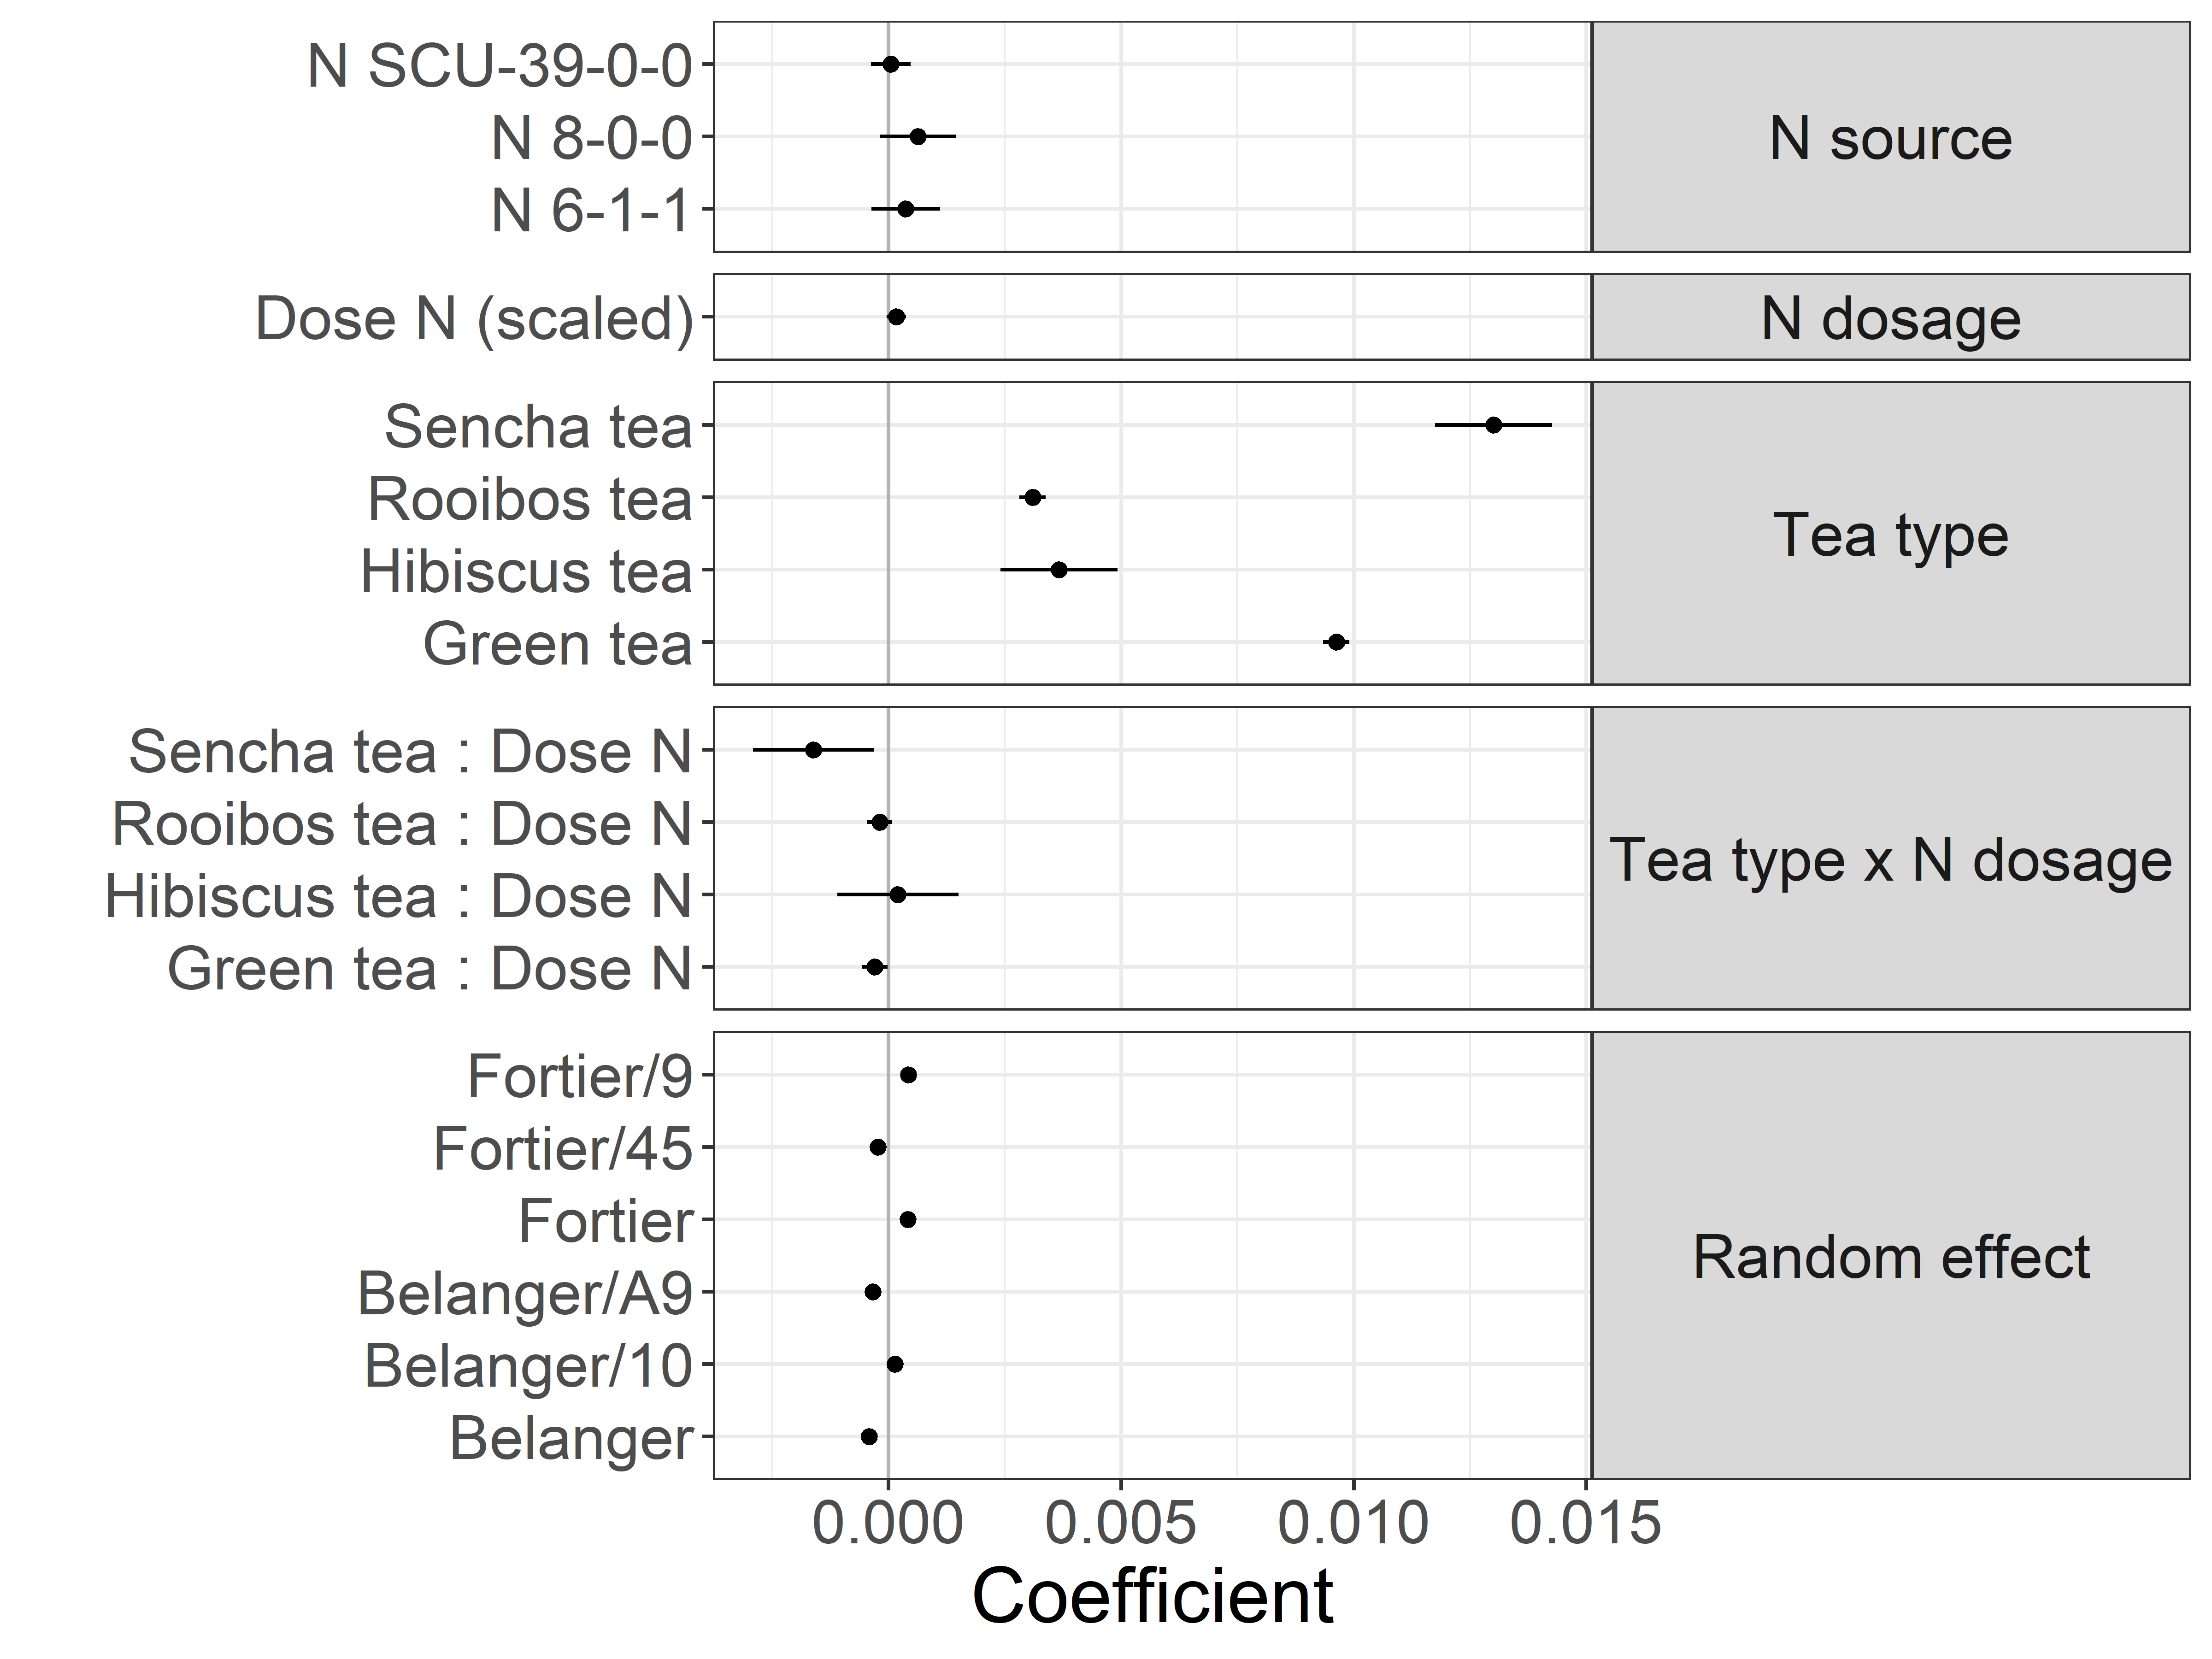 N SCU-39-0-0
N 8-0-0
N 6-1-1
N source
Dose N (scaled)
N dosage
Sencha tea
Rooibos tea
Hibiscus tea
Green tea
Tea type
Sencha tea : Dose N
Rooibos tea : Dose N
Hibiscus tea : Dose N
Green tea : Dose N
Tea type x N dosage
Fortier/9
Fortier/45
Fortier
Belanger/A9
Belanger/10
Belanger
Random effect
0.000 0.005 0.010 0.015
Coefficient